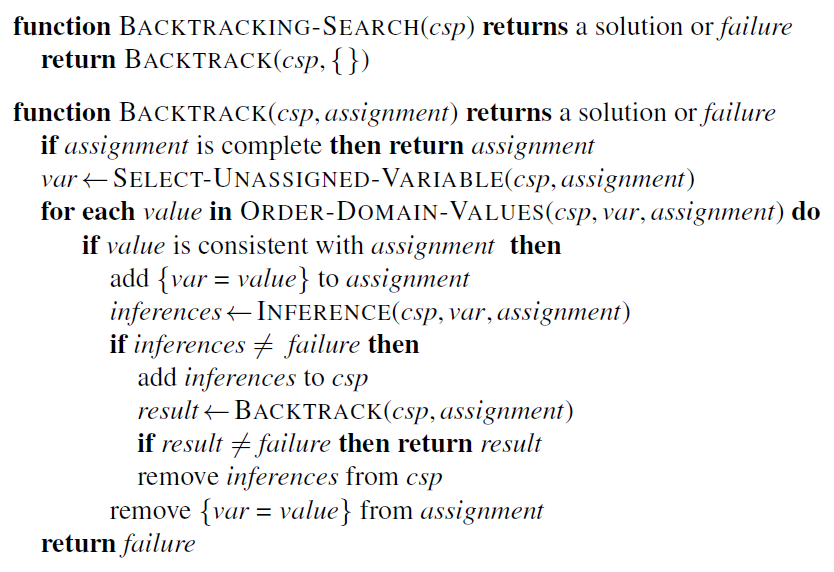 function BACKTRACKING-SEARCH(csp) returns a solution or failure
return BACKTRACK(csp, { })
function BACKTRACK(csp, assignment) returns a solution or failure
if assignment is complete then return assignment
var ← SELECT-UNASSIGNED-VARIABLE(csp, assignment)
for each value in ORDER-DOMAIN-VALUES(csp, var, assignment) do
if value is consistent with assignment then
add {var = value} to assignment
inferences ← INFERENCE(csp, var, assignment)
if inferences ≠ failure then
add inferences to csp
result ← BACKTRACK(csp, assignment)
if result ≠ failure then return result
remove inferences from csp
remove {var = value} from assignment
return failure